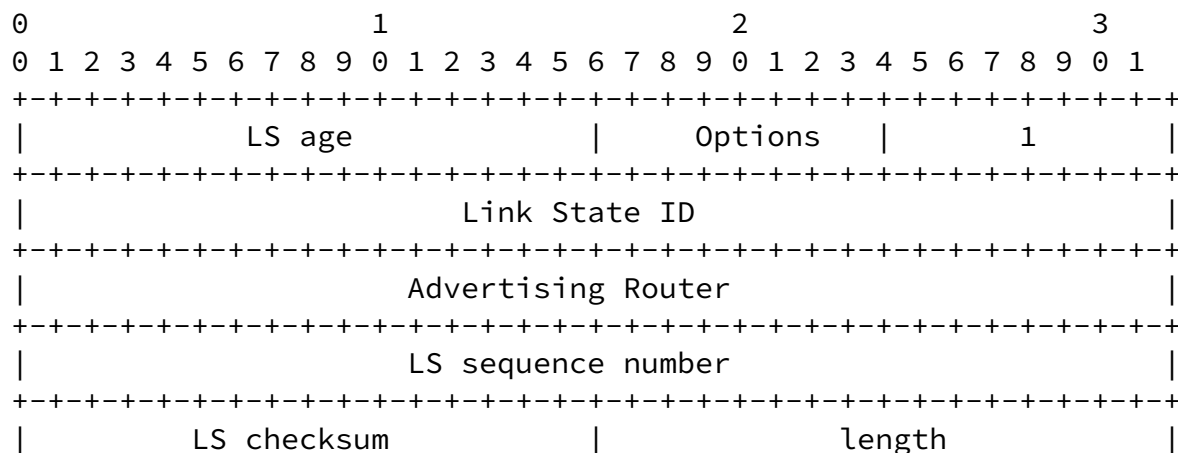 0                   1                   2                   3
0 1 2 3 4 5 6 7 8 9 0 1 2 3 4 5 6 7 8 9 0 1 2 3 4 5 6 7 8 9 0 1
+-+-+-+-+-+-+-+-+-+-+-+-+-+-+-+-+-+-+-+-+-+-+-+-+-+-+-+-+-+-+-+-+
|            LS age             |     Options   |       1       |
+-+-+-+-+-+-+-+-+-+-+-+-+-+-+-+-+-+-+-+-+-+-+-+-+-+-+-+-+-+-+-+-+
|                        Link State ID                          |
+-+-+-+-+-+-+-+-+-+-+-+-+-+-+-+-+-+-+-+-+-+-+-+-+-+-+-+-+-+-+-+-+
|                     Advertising Router                        |
+-+-+-+-+-+-+-+-+-+-+-+-+-+-+-+-+-+-+-+-+-+-+-+-+-+-+-+-+-+-+-+-+
|                     LS sequence number                        |
+-+-+-+-+-+-+-+-+-+-+-+-+-+-+-+-+-+-+-+-+-+-+-+-+-+-+-+-+-+-+-+-+
|         LS checksum           |             length            |